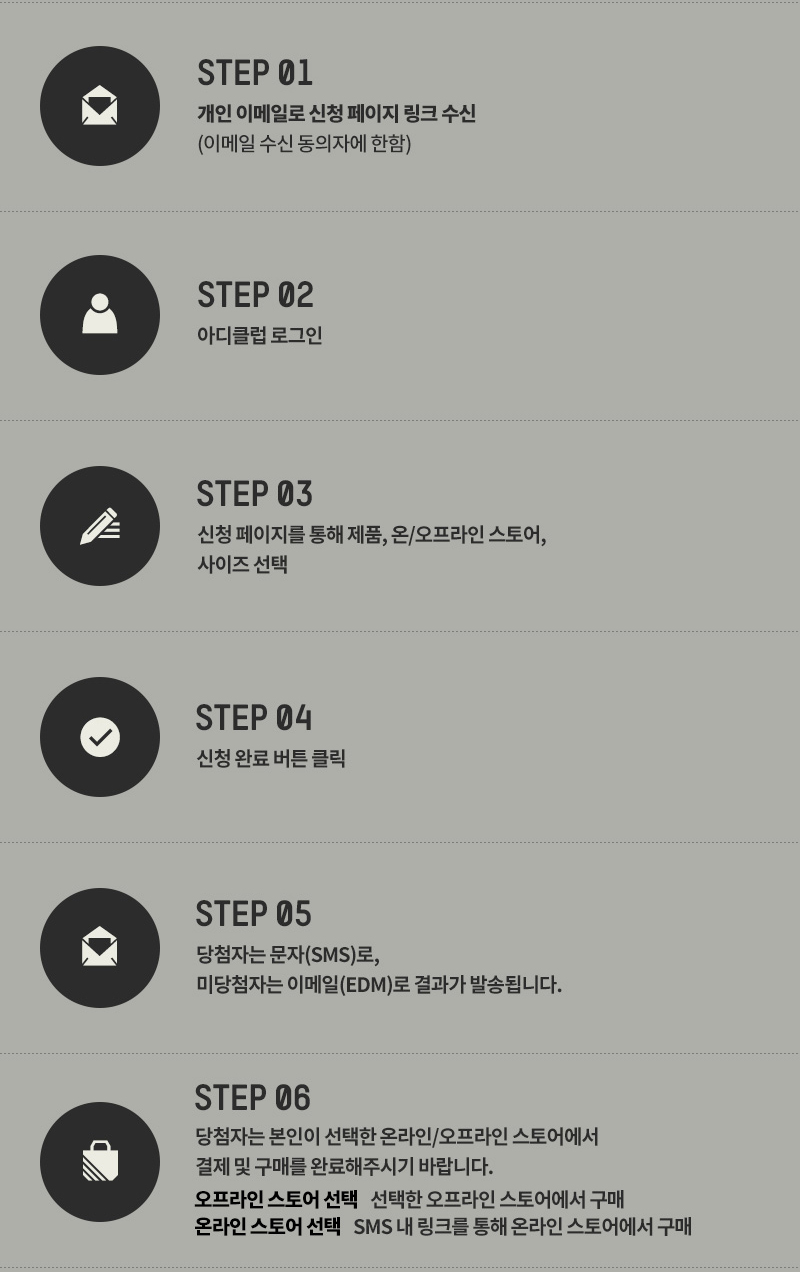 STEP 01
개인 이메일로 신청 페이지 링크 수신
(이메일 수신 동의자에 한함)
STEP 02
아디클럽 로그인
STEP 03
신청 페이지를 통해 제품, 온/오프라인 스토어,
사이즈 선택
STEP 04
신청 완료 버튼 클릭
STEP 05
당첨자는 문자(SMS)로,
미당첨자는 이메일(EDM)로 결과가 발송됩니다.
STEP 06
당첨자는 본인이 선택한 온라인/오프라인 스토어에서
결제 및 구매를 완료해주시기 바랍니다.
오프라인 스토어 선택 선택한 오프라인 스토어에서 구매
온라인 스토어 선택 SMS 내 링크를 통해 온라인 스토어에서 구매